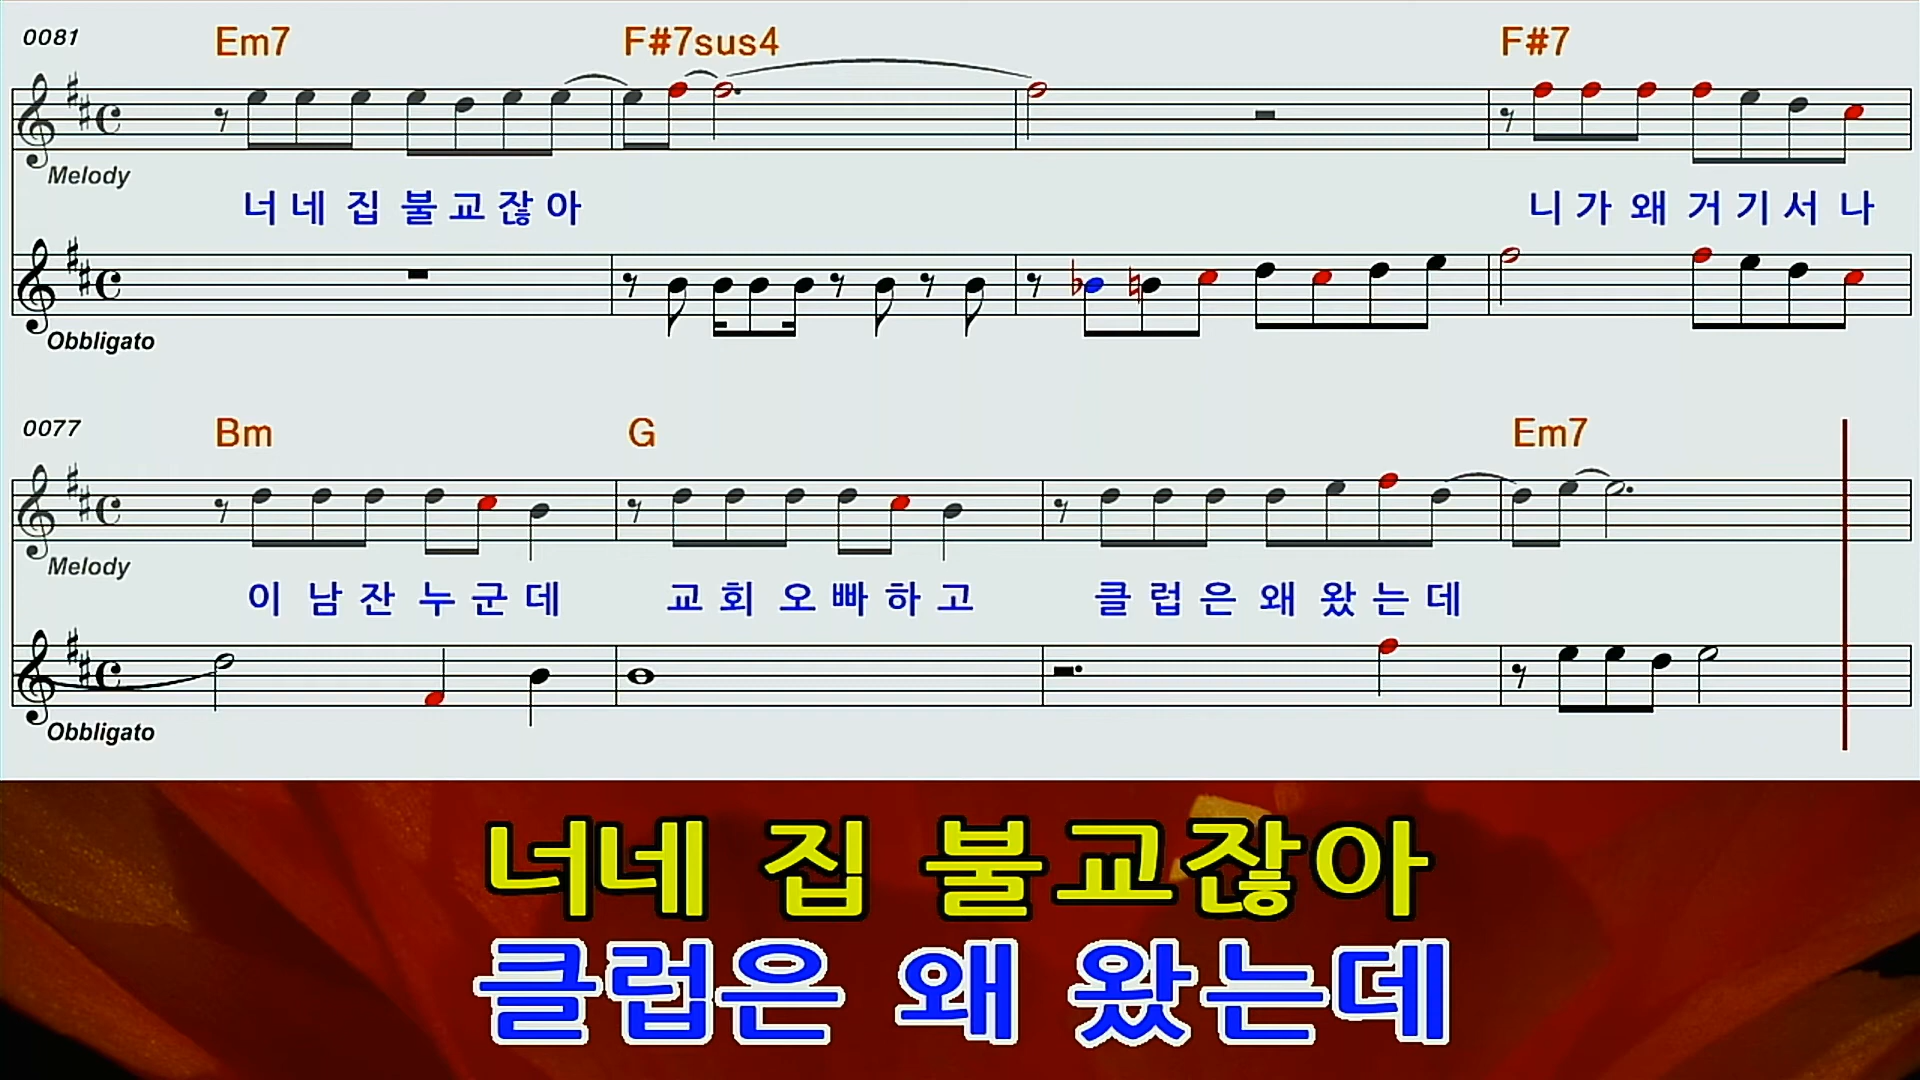 0081
Em7 F#7sus4 F#7
Melody
너 네 집 불 교 잖 아 니 가 왜 거 기 서 나
Obbligato
0077
Bm G Em7
Melody
이 남 잔 누 군 데 교 회 오 빠 하 고 클 럽 은 왜 왔 는 데
Obbligato
너네 집 불교잖아
클럽은 왜 왔는데